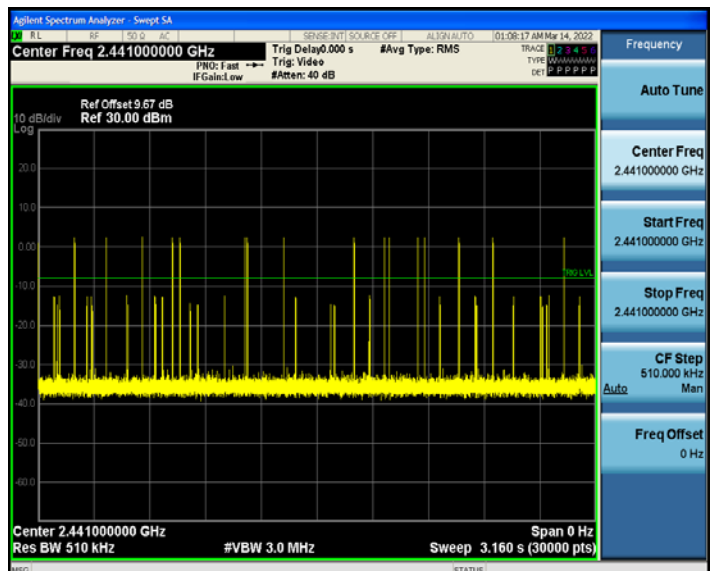 Agilent Spectrum Analyzer - Swept SA
RL RF 50 Ω AC SENSE:INT SOURCE OFF ALIGN AUTO 01:08:17 AM Mar 14, 2022
Center Freq 2.441000000 GHz Trig Delay0.000 s #Avg Type: RMS TRACE 1 2 3 4 5 6
PNO: Fast Trig: Video TYPE WWWWWW
IFGain:Low #Atten: 40 dB DET P P P P P P
Frequency
Auto Tune
Center Freq
2.441000000 GHz
Start Freq
2.441000000 GHz
Stop Freq
2.441000000 GHz
CF Step
510.000 kHz
Auto Man
Freq Offset
0 Hz
Ref Offset 9.67 dB
10 dB/div Ref 30.00 dBm
Log
20.0
10.0
0.00
TRIG LVL
-10.0
-20.0
-30.0
-40.0
-50.0
-60.0
Center 2.441000000 GHz Span 0 Hz
Res BW 510 kHz #VBW 3.0 MHz Sweep 3.160 s (30000 pts)
MSG STATUS